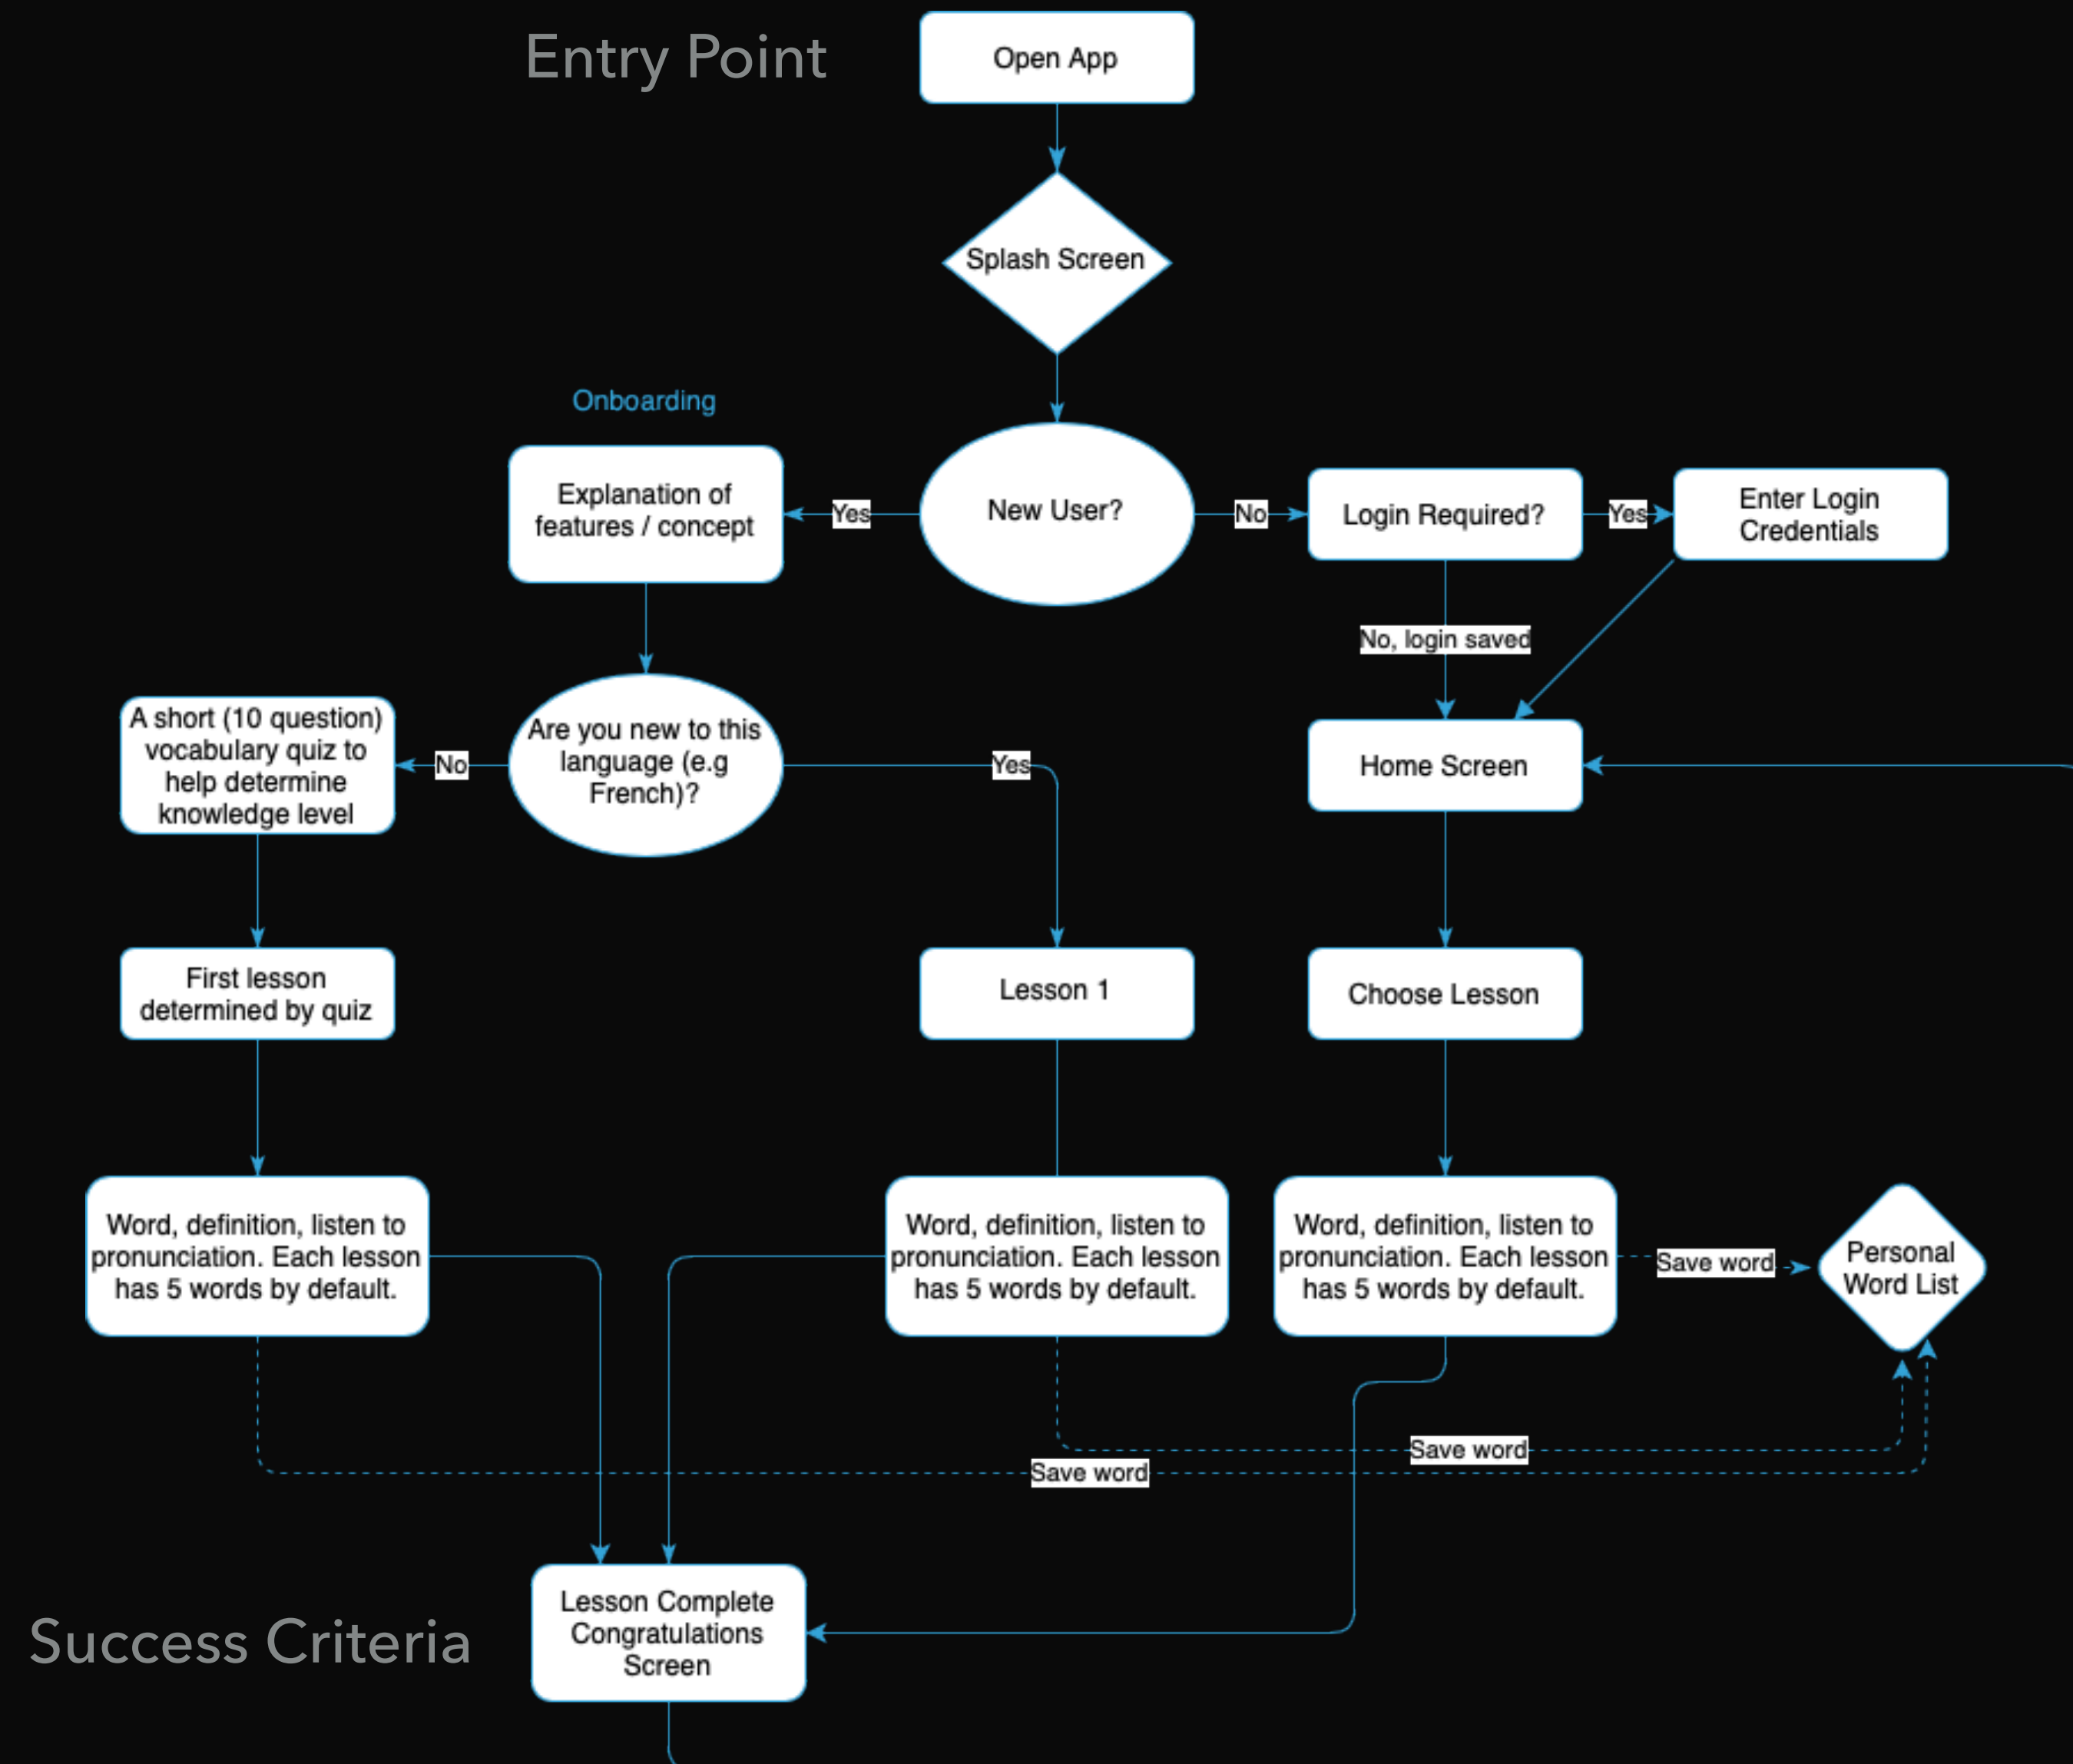 Entry Point
Open App
Splash Screen
Onboarding
Explanation of
features / concept
Yes
New User?
No
Login Required?
Yes
Enter Login
Credentials
No, login saved
A short (10 question)
vocabulary quiz to
help determine
knowledge level
No
Are you new to this
language (e.g
French)?
Yes
Home Screen
First lesson
determined by quiz
Lesson 1
Choose Lesson
Word, definition, listen to
pronunciation. Each lesson
has 5 words by default.
Word, definition, listen to
pronunciation. Each lesson
has 5 words by default.
Word, definition, listen to
pronunciation. Each lesson
has 5 words by default.
Save word
Personal
Word List
Save word
Save word
Success Criteria
Lesson Complete
Congratulations
Screen